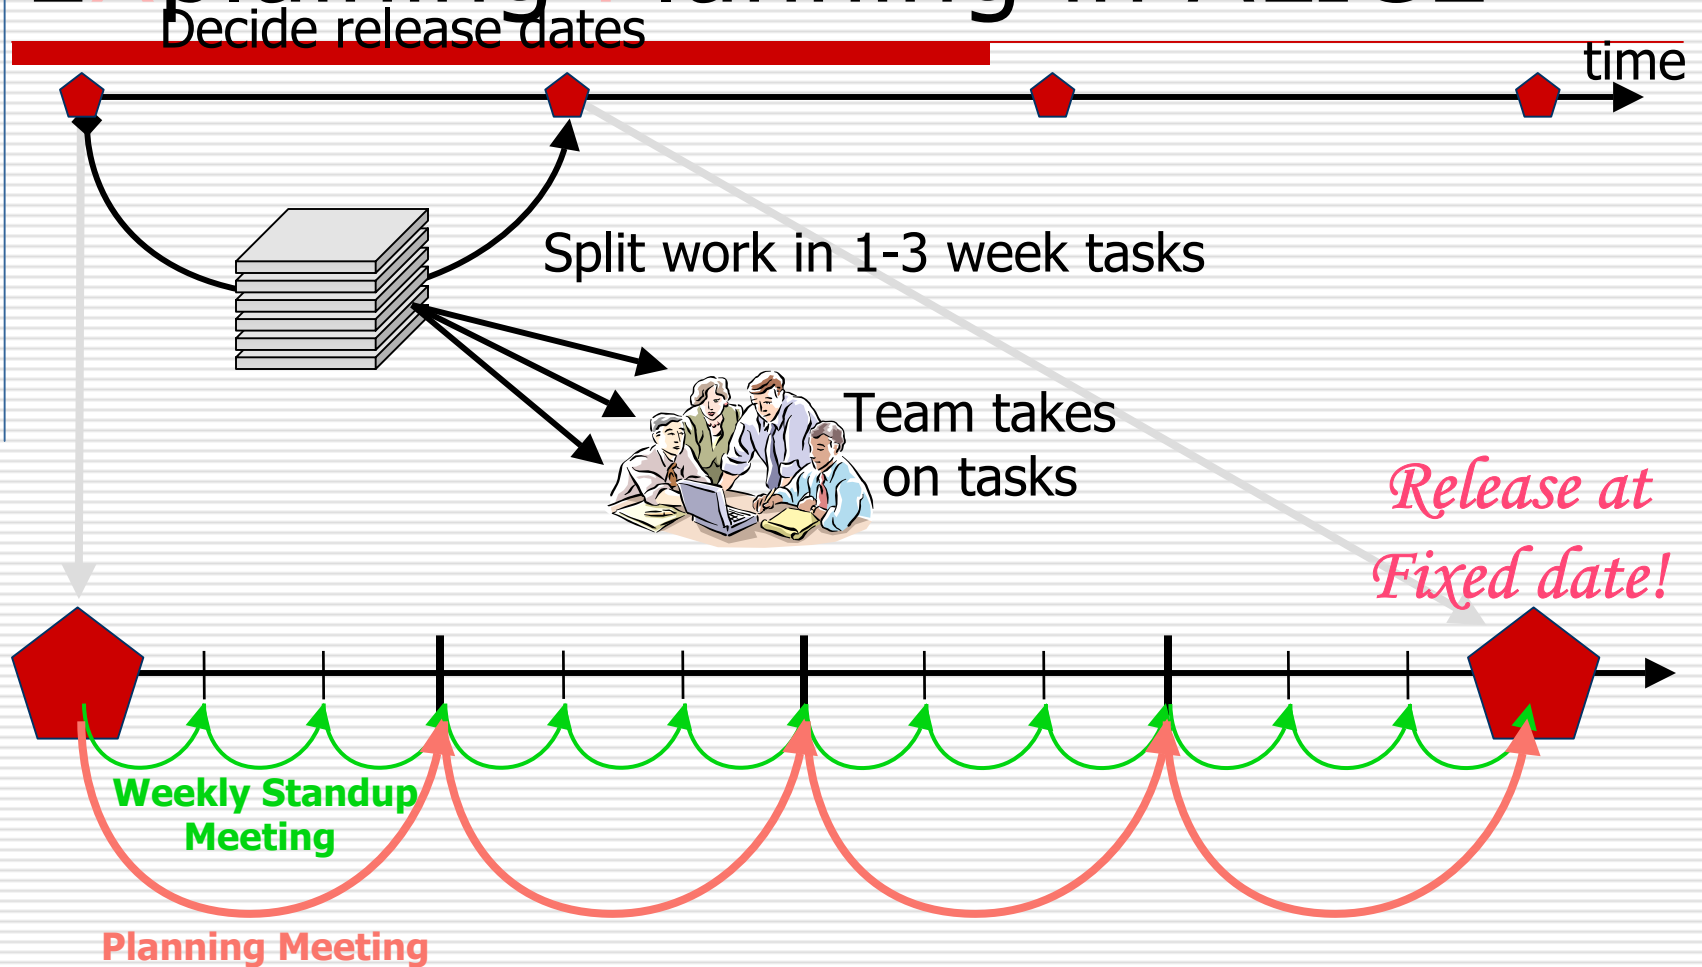 Decide release dates
time
Split work in 1-3 week tasks
Team takes
on tasks
Release at
Fixed date!
Weekly Standup
Meeting
Planning Meeting